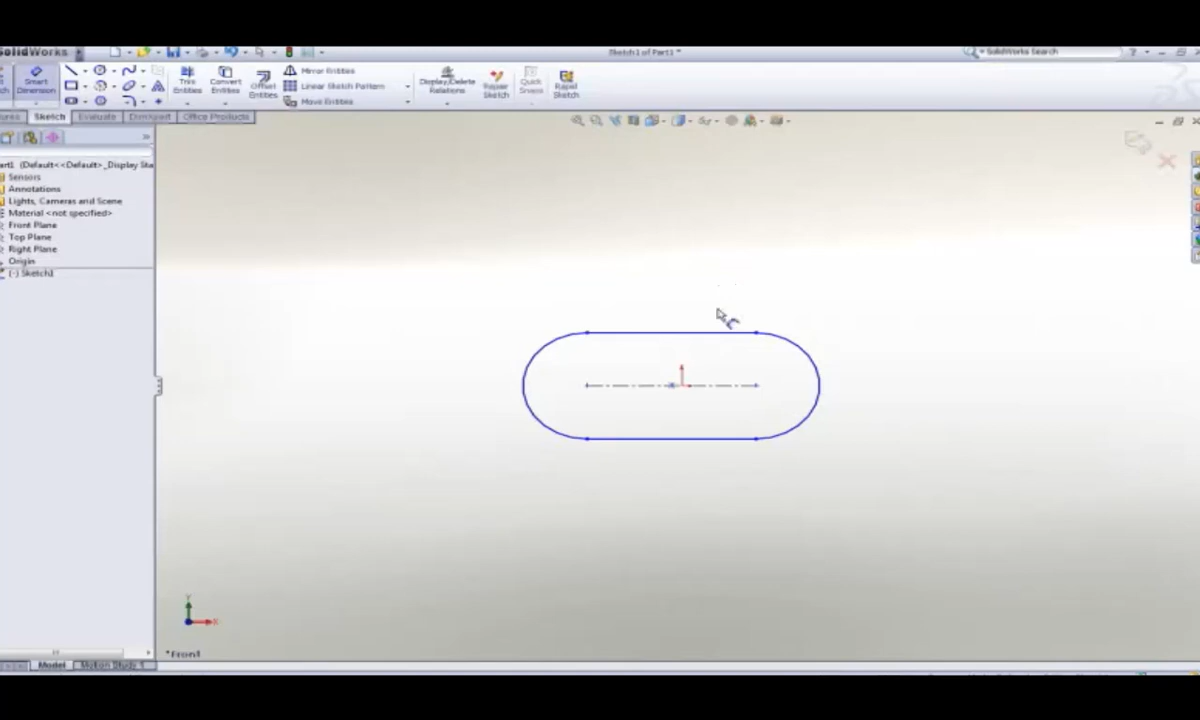 SolidWorks
Sketch1 of Part1 *
SolidWorks Search
Smart Dimension
Trim Entities
Convert Entities
Offset Entities
Mirror Entities
Linear Sketch Pattern
Move Entities
Display/Delete Relations
Repair Sketch
Quick Snaps
Rapid Sketch
Sketch
Evaluate
DimXpert
Office Products
(Default<<Default>_Display Sta
Sensors
Annotations
Lights, Cameras and Scene
Material <not specified>
Front Plane
Top Plane
Right Plane
Origin
(-) Sketch1
Y
X
*Front
Model
Motion Study 1